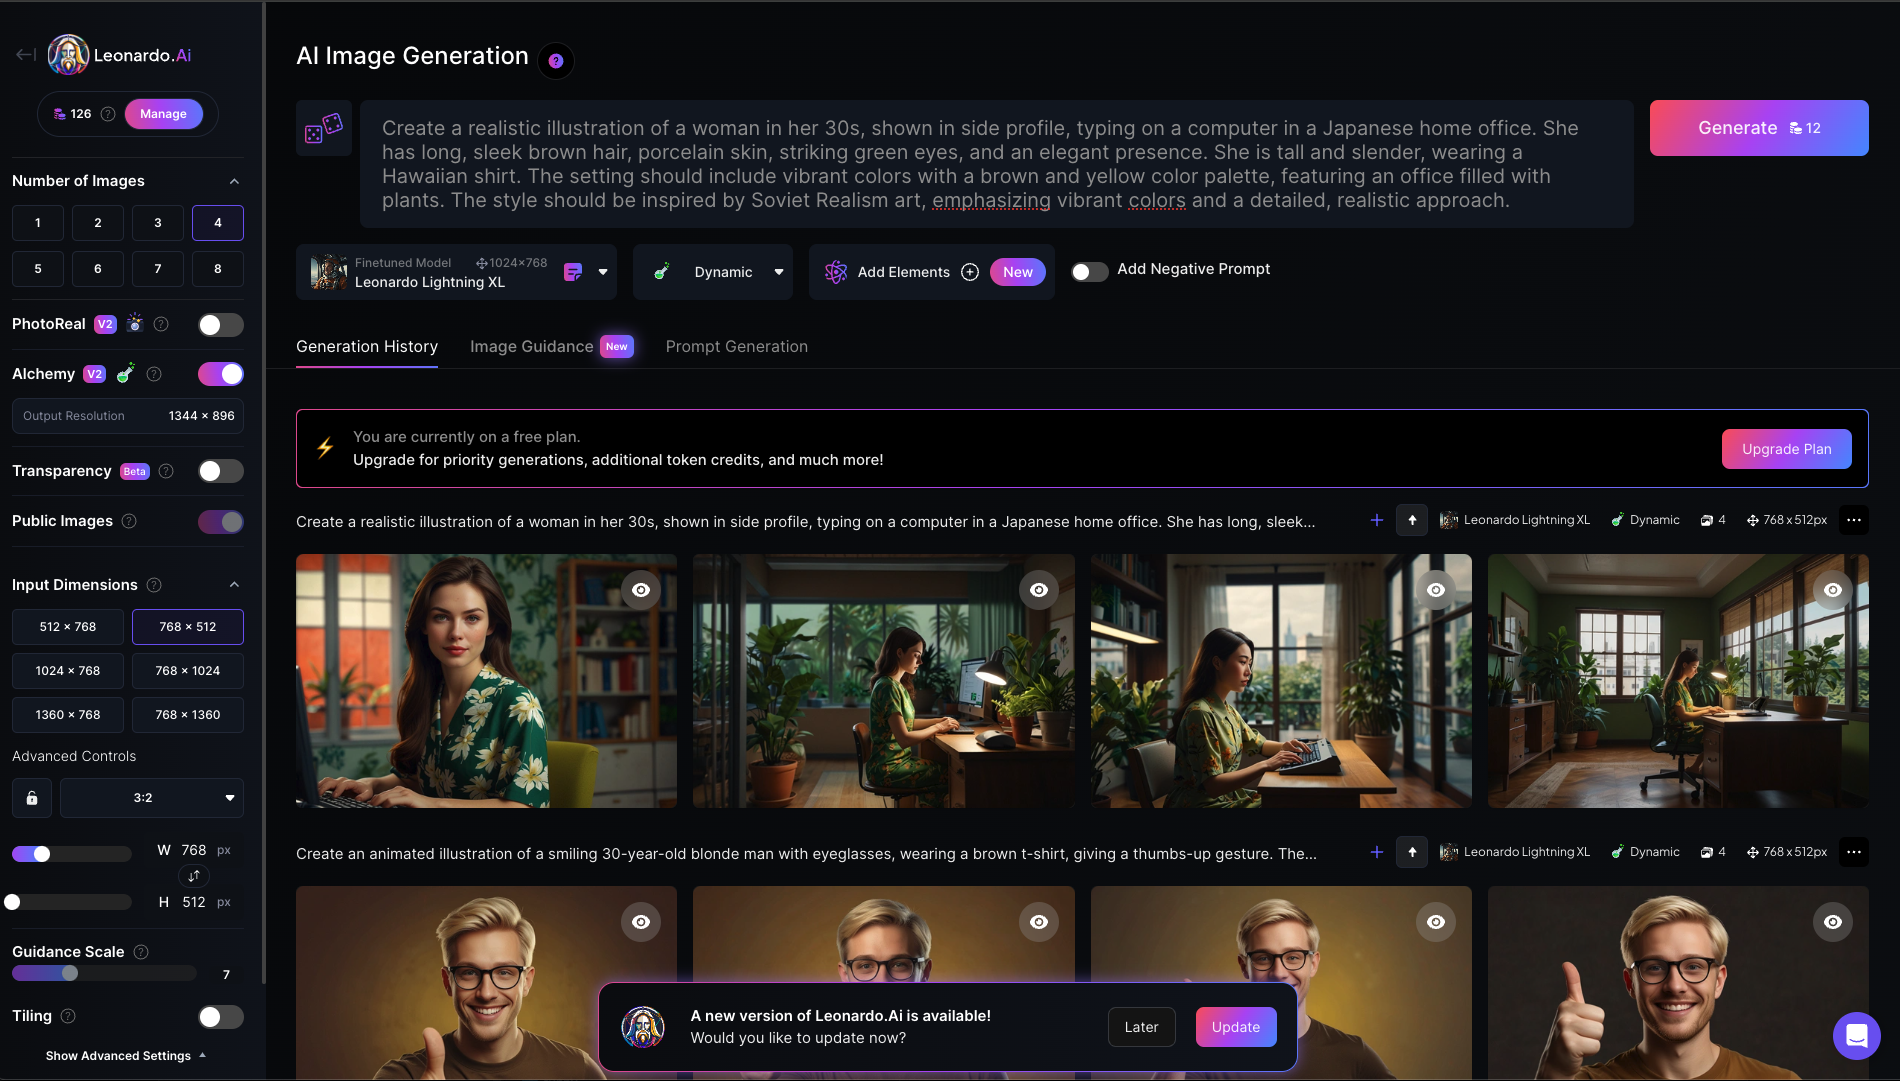 Leonardo.Ai
126
Manage
Number of Images
1 2 3 4
5 6 7 8
PhotoReal V2
Alchemy V2
Output Resolution 1344 × 896
Transparency Beta
Public Images
Input Dimensions
512 × 768 768 × 512
1024 × 768 768 × 1024
1360 × 768 768 × 1360
Advanced Controls
3:2
W 768 px
H 512 px
Guidance Scale
7
Tiling
Show Advanced Settings
AI Image Generation
Create a realistic illustration of a woman in her 30s, shown in side profile, typing on a computer in a Japanese home office. She
has long, sleek brown hair, porcelain skin, striking green eyes, and an elegant presence. She is tall and slender, wearing a
Hawaiian shirt. The setting should include vibrant colors with a brown and yellow color palette, featuring an office filled with
plants. The style should be inspired by Soviet Realism art, emphasizing vibrant colors and a detailed, realistic approach.
Generate 12
Finetuned Model 1024×768
Leonardo Lightning XL
Dynamic
Add Elements New
Add Negative Prompt
Generation History Image Guidance New Prompt Generation
You are currently on a free plan.
Upgrade for priority generations, additional token credits, and much more!
Upgrade Plan
Create a realistic illustration of a woman in her 30s, shown in side profile, typing on a computer in a Japanese home office. She has long, sleek...
Leonardo Lightning XL Dynamic 4 768 x 512px
Create an animated illustration of a smiling 30-year-old blonde man with eyeglasses, wearing a brown t-shirt, giving a thumbs-up gesture. The...
Leonardo Lightning XL Dynamic 4 768 x 512px
A new version of Leonardo.Ai is available!
Would you like to update now?
Later
Update